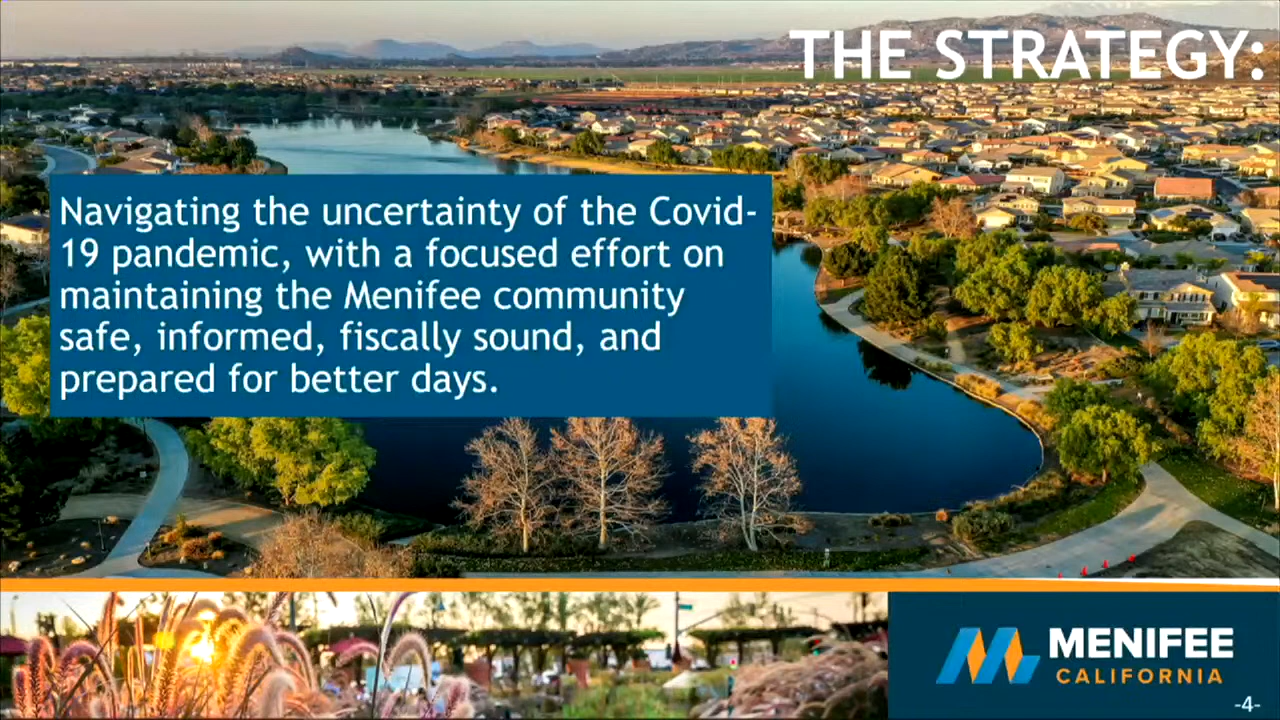 THE STRATEGY:
Navigating the uncertainty of the Covid-
19 pandemic, with a focused effort on
maintaining the Menifee community
safe, informed, fiscally sound, and
prepared for better days.
MENIFEE
CALIFORNIA
-4-